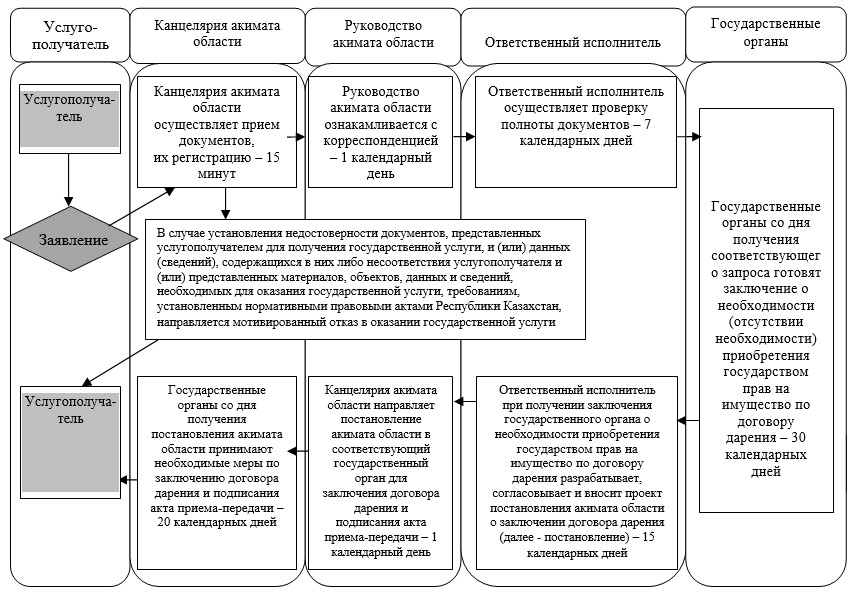 Услуго-
получатель
Канцелярия акимата
области
Руководство
акимата области
Ответственный исполнитель
Государственные
органы
Услугополуча-
тель
Заявление
Канцелярия акимата
области
осуществляет прием
документов,
их регистрацию – 15
минут
Руководство
акимата области
ознакамливается с
корреспонденцией
– 1 календарный
день
Ответственный исполнитель
осуществляет проверку
полноты документов – 7
календарных дней
Государственные
органы со дня
получения
соответствующег
о запроса готовят
заключение о
необходимости
(отсутствии
необходимости)
приобретения
государством
прав на
имущество по
договору
дарения – 30
календарных
дней
В случае установления недостоверности документов, представленных
услугополучателем для получения государственной услуги, и (или) данных
(сведений), содержащихся в них либо несоответствия услугополучателя и
(или) представленных материалов, объектов, данных и сведений,
необходимых для оказания государственной услуги, требованиям,
установленным нормативными правовыми актами Республики Казахстан,
направляется мотивированный отказ в оказании государственной услуги
Услугополуча-
тель
Государственные
органы со дня
получения
постановления акимата
области принимают
необходимые меры по
заключению договора
дарения и подписания
акта приема-передачи –
20 календарных дней
Канцелярия акимата
области направляет
постановление
акимата области в
соответствующий
государственный
орган для
заключения договора
дарения и
подписания акта
приема-передачи – 1
календарный день
Ответственный исполнитель
при получении заключения
государственного органа о
необходимости приобретения
государством прав на
имущество по договору
дарения разрабатывает,
согласовывает и вносит проект
постановления акимата области
о заключении договора дарения
(далее - постановление) – 15
календарных дней